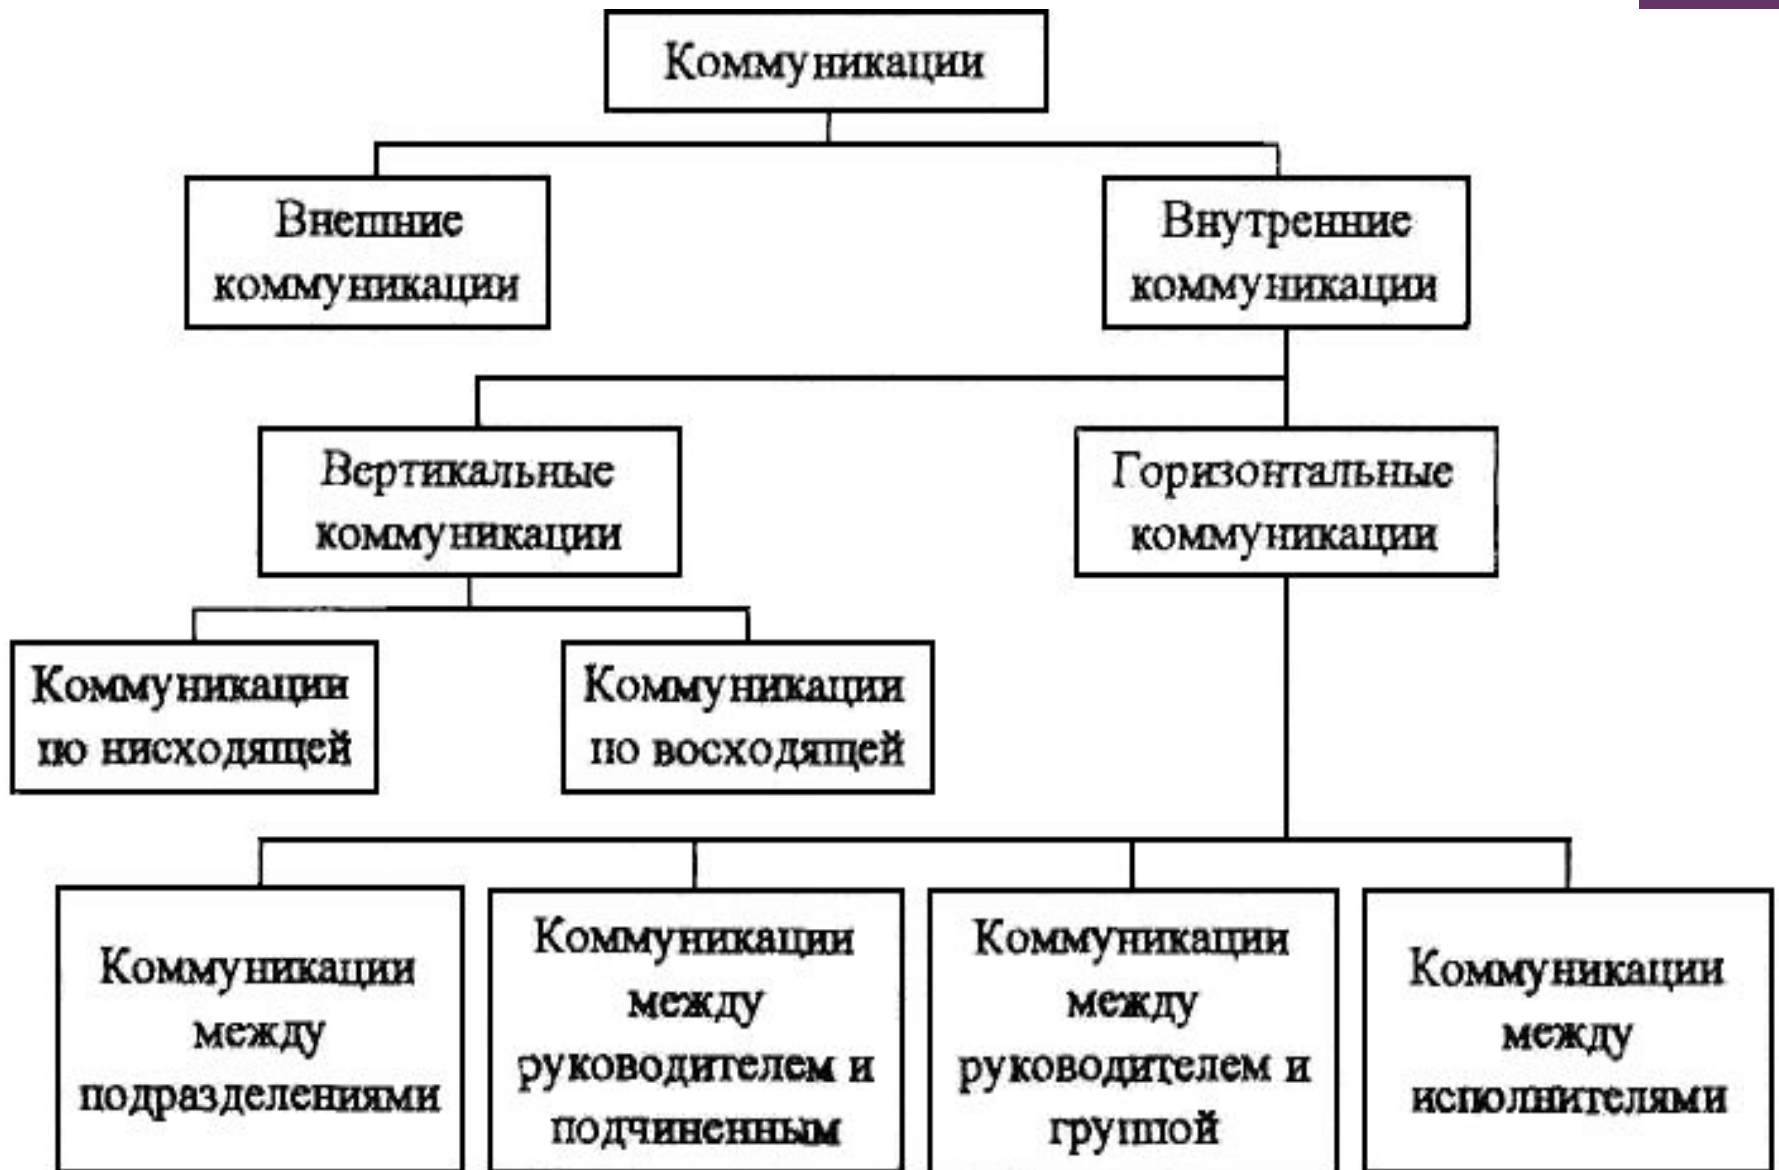 Коммуникации
Внешние
коммуникации
Внутренние
коммуникации
Вертикальные
коммуникации
Горизонтальные
коммуникации
Коммуникации
по нисходящей
Коммуникации
по восходящей
Коммуникации
между
подразделениями
Коммуникации
между
руководителем и
подчиненным
Коммуникации
между
руководителем и
группой
Коммуникации
между
исполнителями